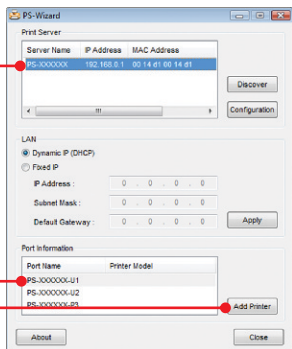 PS-Wizard
Print Server
Server Name IP Address MAC Address
PS-XXXXXX 192.168.0.1 00 14 d1 00 14 d1
Discover
Configuration
LAN
Dynamic IP (DHCP)
Fixed IP
IP Address : 0 . 0 . 0 . 0
Subnet Mask : 0 . 0 . 0 . 0
Default Gateway : 0 . 0 . 0 . 0
Apply
Port Information
Port Name Printer Model
PS-XXXXXX-U1
PS-XXXXXX-U2
PS-XXXXXX-P3
Add Printer
About
Close